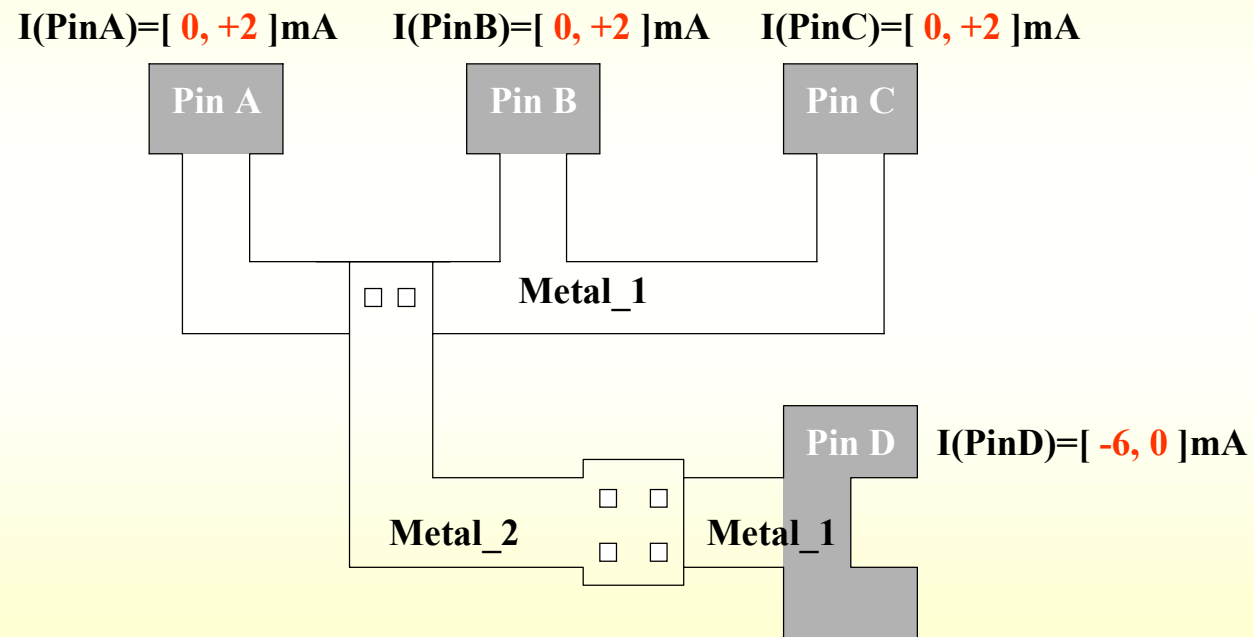 I(PinA)=[ 0, +2 ]mA I(PinB)=[ 0, +2 ]mA I(PinC)=[ 0, +2 ]mA
Pin A Pin B Pin C
Metal_1
Pin D I(PinD)=[ -6, 0 ]mA
Metal_2 Metal_1